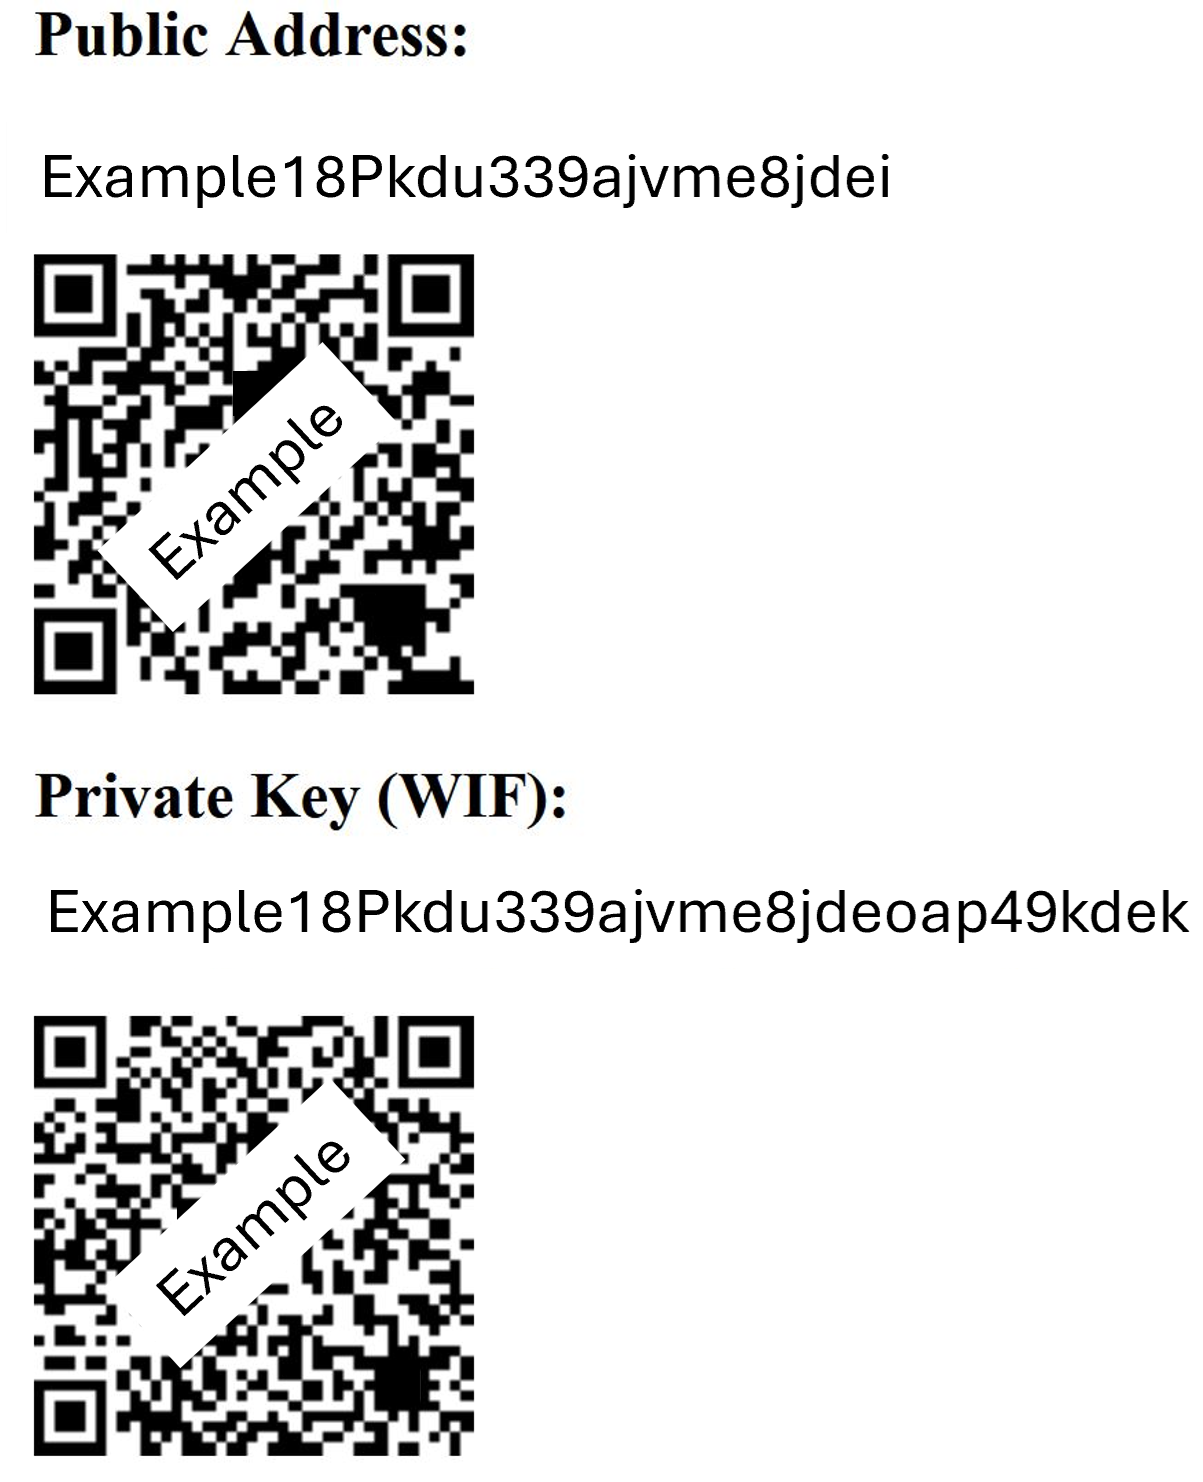 Public Address:
Example18Pkdu339ajvme8jdei
Example
Private Key (WIF):
Example18Pkdu339ajvme8jdeoap49kdek
Example